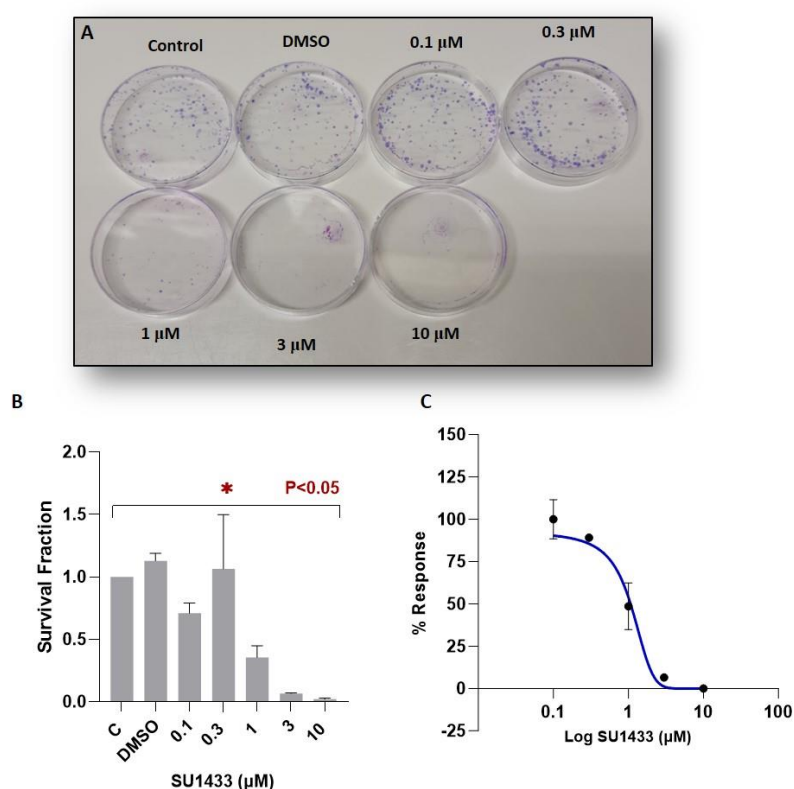 A
Control
DMSO
0.1 µM
0.3 µM
1 µM
3 µM
10 µM
B
2.0
1.5
1.0
0.5
0.0
Survival Fraction
* P<0.05
C
DMSO
0.1
0.3
1
3
10
SU1433 (µM)
C
150
125
100
75
50
25
0
-25
% Response
0.1
1
10
100
Log SU1433 (µM)